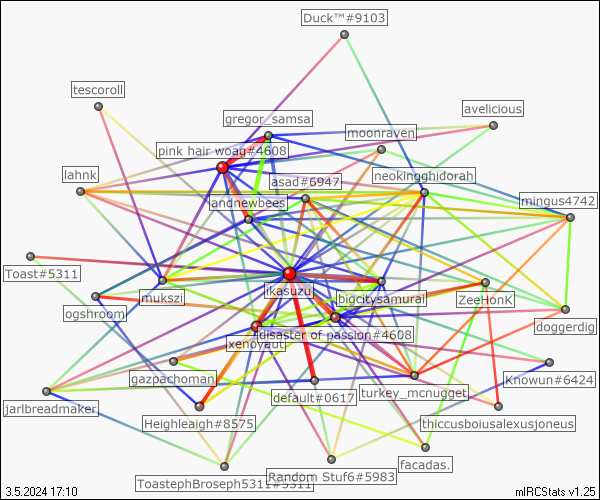 Duck™#9103
tescoroll
avelicious
gregor_samsa
moonraven
pink hair woag#4608
lahnk
asad#6947
neokingghidorah
landnewbees
mingus4742
Toast#5311
ikasuzu
mukszi
bigcitysamurai
ZeeHonK
ogshroom
doggerdig
disaster of passion#4608
xenoyatu
gazpachoman
Knowun#6424
default#0617
turkey_mcnugget
jarlbreadmaker
Heighleaigh#8575
thiccusboiusalexusjoneus
facadas.
ToastephBroseph5311#5311
Random Stuf6#5983
3.5.2024 17:10
mIRCStats v1.25